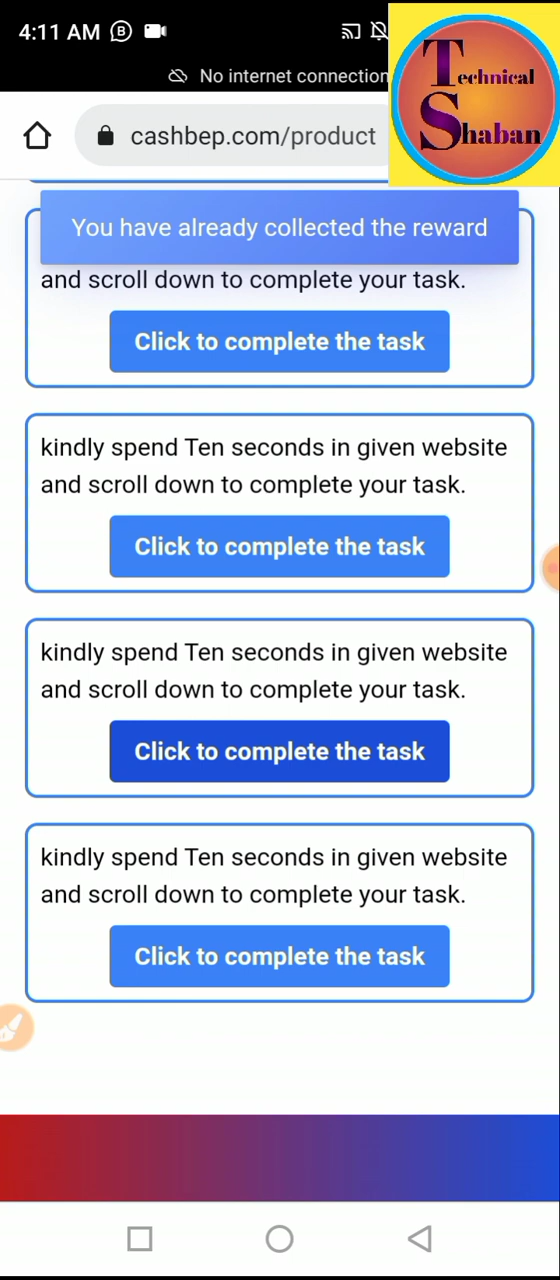 4:11 AM
No internet connection
Technical
Shaban
cashbep.com/product
You have already collected the reward
and scroll down to complete your task.
Click to complete the task
kindly spend Ten seconds in given website
and scroll down to complete your task.
Click to complete the task
kindly spend Ten seconds in given website
and scroll down to complete your task.
Click to complete the task
kindly spend Ten seconds in given website
and scroll down to complete your task.
Click to complete the task